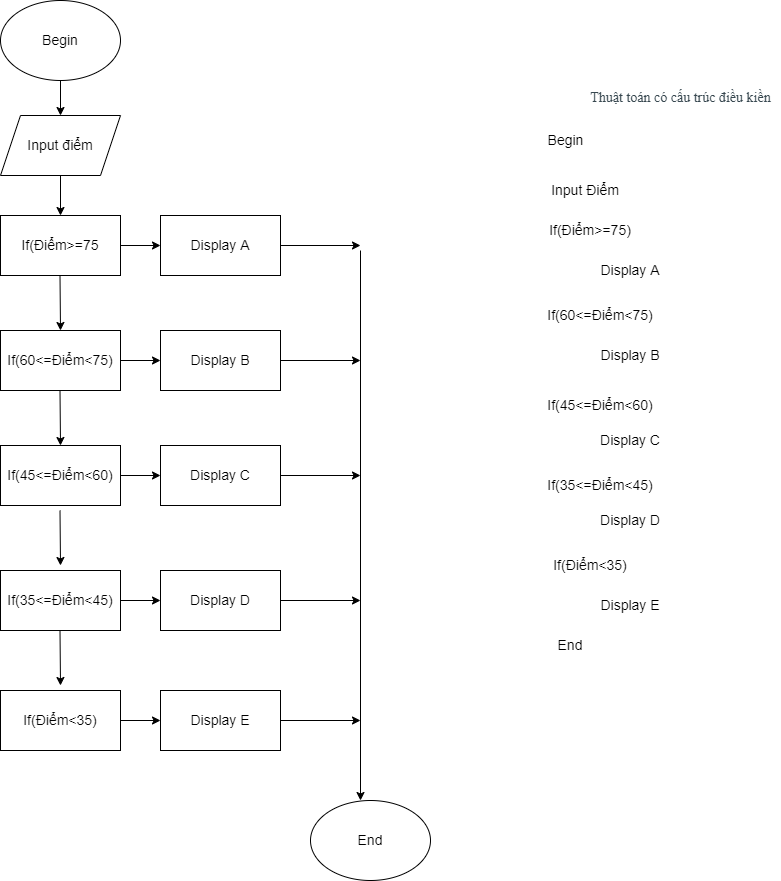 Begin
Input điểm
If(Điểm>=75
Display A
If(60<=Điểm<75)
Display B
If(45<=Điểm<60)
Display C
If(35<=Điểm<45)
Display D
If(Điểm<35)
Display E
End
Thuật toán có cấu trúc điều kiền
Begin
Input Điểm
If(Điểm>=75)
Display A
If(60<=Điểm<75)
Display B
If(45<=Điểm<60)
Display C
If(35<=Điểm<45)
Display D
If(Điểm<35)
Display E
End